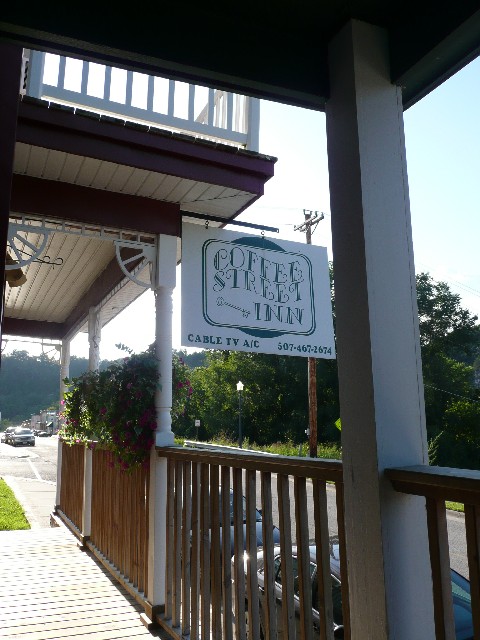 COFFEE
STREET
INN
CABLE TV A/C 507-467-2674